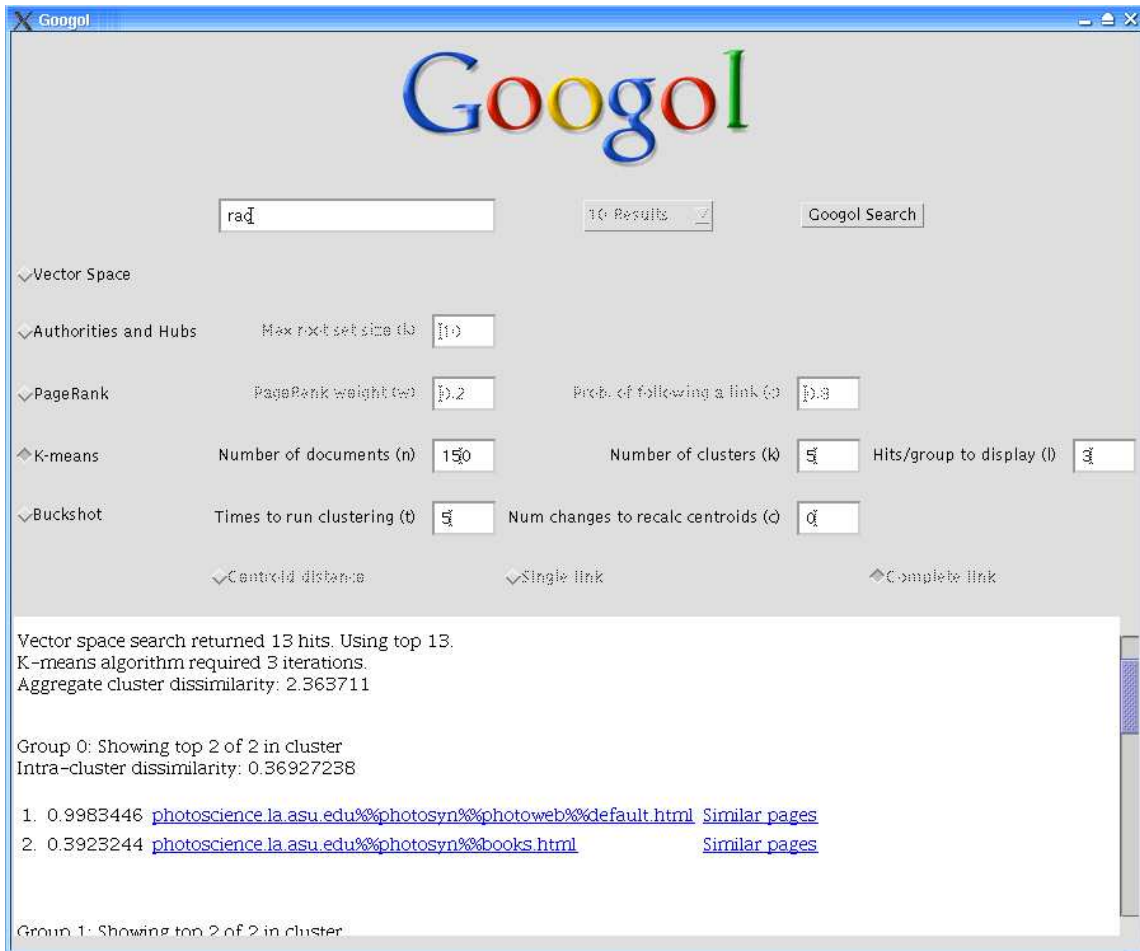 Googol
Googol
rad 10 Results Googol Search
Vector Space
Authorities and Hubs Max root set size (k) 10
PageRank PageRank weight (w) 0.2 Prob. of following a link (c) 0.8
K-means Number of documents (n) 150 Number of clusters (k) 5 Hits/group to display (l) 3
Buckshot Times to run clustering (t) 5 Num changes to recalc centroids (c) 0
Centroid distance Single link Complete link
Vector space search returned 13 hits. Using top 13.
K-means algorithm required 3 iterations.
Aggregate cluster dissimilarity: 2.363711
Group 0: Showing top 2 of 2 in cluster
Intra-cluster dissimilarity: 0.36927238
1. 0.9983446 photoscience.la.asu.edu%%photosyn%%photoweb%%default.html Similar pages
2. 0.3923244 photoscience.la.asu.edu%%photosyn%%books.html Similar pages
Group 1: Showing top 2 of 2 in cluster